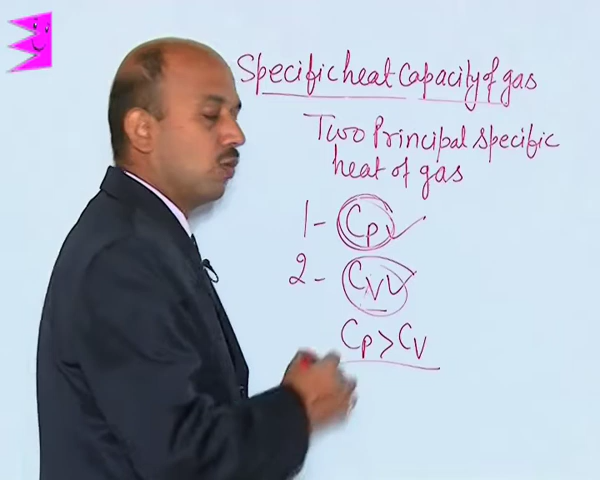 Specific heat Capacity of gas
Two Principal specific
heat of gas
1- Cp
2- Cv
Cp > Cv